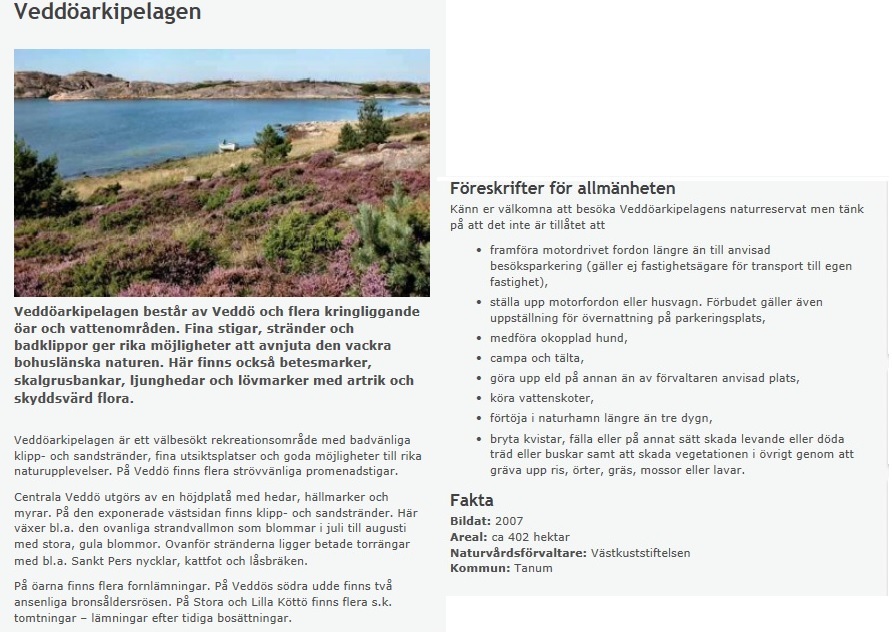 Veddöarkipelagen
Veddöarkipelagen består av Veddö och flera kringliggande
öar och vattenområden. Fina stigar, stränder och
badklippor ger rika möjligheter att avnjuta den vackra
bohuslänska naturen. Här finns också betesmarker,
skalgrusbankar, ljunghedar och lövmarker med artrik och
skyddsvärd flora.
Veddöarkipelagen är ett välbesökt rekreationsområde med badvänliga
klipp- och sandstränder, fina utsiktsplatser och goda möjligheter till rika
naturupplevelser. På Veddö finns flera strövvänliga promenadstigar.
Centrala Veddö utgörs av en höjdplatå med hedar, hällmarker och
myrar. På den exponerade västsidan finns klipp- och sandstränder. Här
växer bl.a. den ovanliga strandvallmon som blommar i juli till augusti
med stora, gula blommor. Ovanför stränderna ligger betade torrängar
med bl.a. Sankt Pers nycklar, kattfot och låsbräken.
På öarna finns flera fornlämningar. På Veddös södra udde finns två
ansenliga bronsåldersrösen. På Stora och Lilla Köttö finns flera s.k.
tomtningar – lämningar efter tidiga bosättningar.
Föreskrifter för allmänheten
Känn er välkomna att besöka Veddöarkipelagens naturreservat men tänk
på att det inte är tillåtet att
• framföra motordrivet fordon längre än till anvisad
besöksparkering (gäller ej fastighetsägare för transport till egen
fastighet),
• ställa upp motorfordon eller husvagn. Förbudet gäller även
uppställning för övernattning på parkeringsplats,
• medföra okopplad hund,
• campa och tälta,
• göra upp eld på annan än av förvaltaren anvisad plats,
• köra vattenskoter,
• förtöja i naturhamn längre än tre dygn,
• bryta kvistar, fälla eller på annat sätt skada levande eller döda
träd eller buskar samt att skada vegetationen i övrigt genom att
gräva upp ris, örter, gräs, mossor eller lavar.
Fakta
Bildat: 2007
Areal: ca 402 hektar
Naturvårdsförvaltare: Västkuststiftelsen
Kommun: Tanum